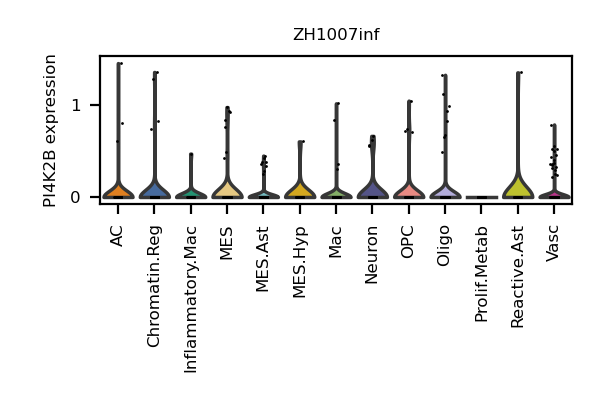 ZH1007inf
PI4K2B expression
1
0
AC
Chromatin.Reg
Inflammatory.Mac
MES
MES.Ast
MES.Hyp
Mac
Neuron
OPC
Oligo
Prolif.Metab
Reactive.Ast
Vasc